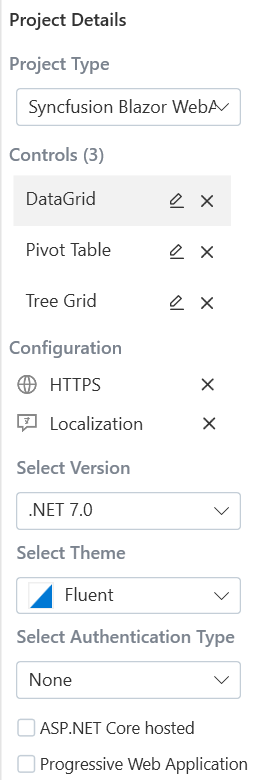 Project Details
Project Type
Syncfusion Blazor WebA
Controls (3)
DataGrid
Pivot Table
Tree Grid
Configuration
HTTPS
Localization
Select Version
.NET 7.0
Select Theme
Fluent
Select Authentication Type
None
ASP.NET Core hosted
Progressive Web Application